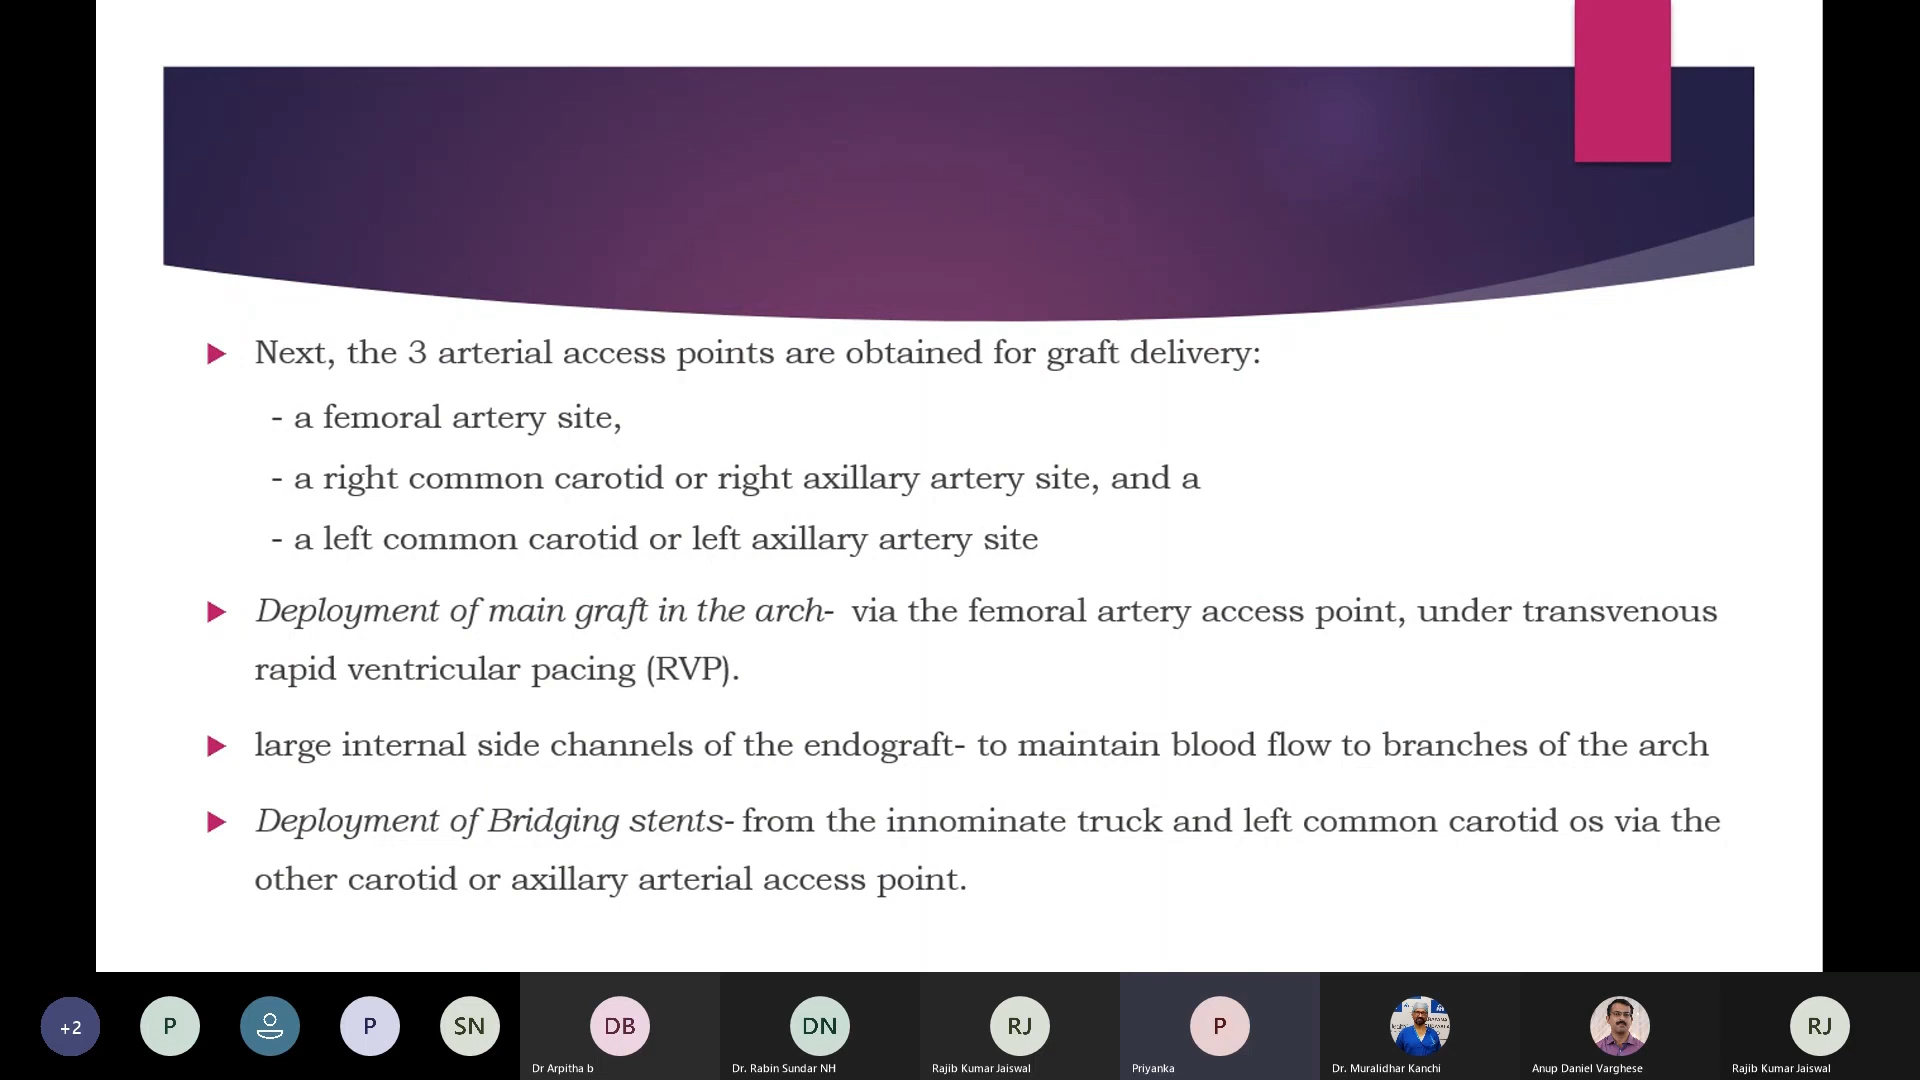 Next, the 3 arterial access points are obtained for graft delivery:
- a femoral artery site,
- a right common carotid or right axillary artery site, and a
- a left common carotid or left axillary artery site
Deployment of main graft in the arch- via the femoral artery access point, under transvenous
rapid ventricular pacing (RVP).
large internal side channels of the endograft- to maintain blood flow to branches of the arch
Deployment of Bridging stents- from the innominate truck and left common carotid os via the
other carotid or axillary arterial access point.
+2
P
P
SN
DB
DN
RJ
P
RJ
Dr Arpitha b
Dr. Rabin Sundar NH
Rajib Kumar Jaiswal
Priyanka
Dr. Muralidhar Kanchi
Anup Daniel Varghese
Rajib Kumar Jaiswal